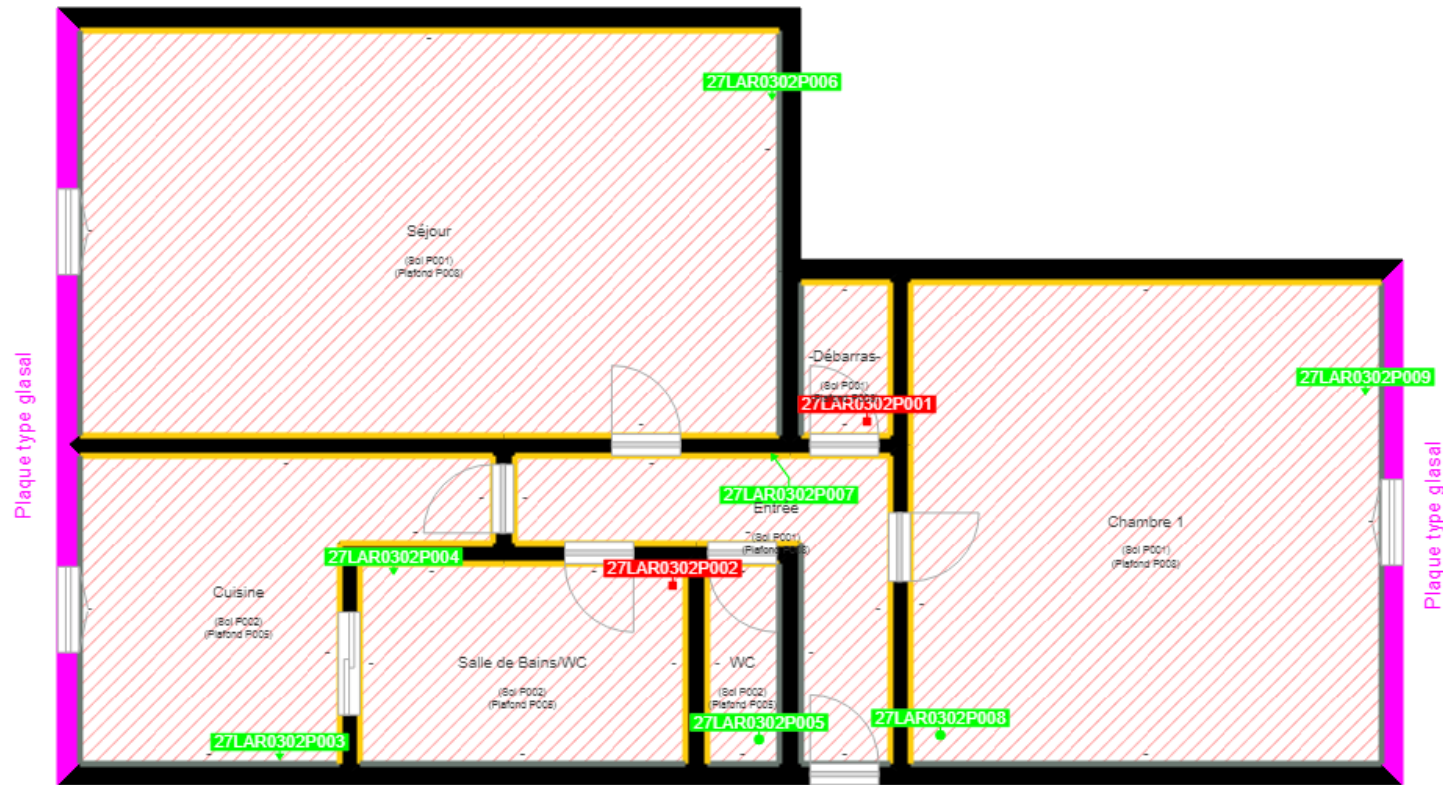 27LAR0302P006
Séjour
(Sol P001)
(Plafond P008)
Plaque type glasal
-Débarras-
(Sol P001)
27LAR0302P001
27LAR0302P009
Plaque type glasal
27LAR0302P007
Entrée
(Sol P001)
Chambre 1
(Sol P001)
(Plafond P008)
27LAR0302P004
27LAR0302P002
Cuisine
(Sol P002)
(Plafond P005)
Salle de Bains/WC
(Sol P002)
(Plafond P005)
WC
(Sol P002)
(Plafond P005)
27LAR0302P005
27LAR0302P008
27LAR0302P003